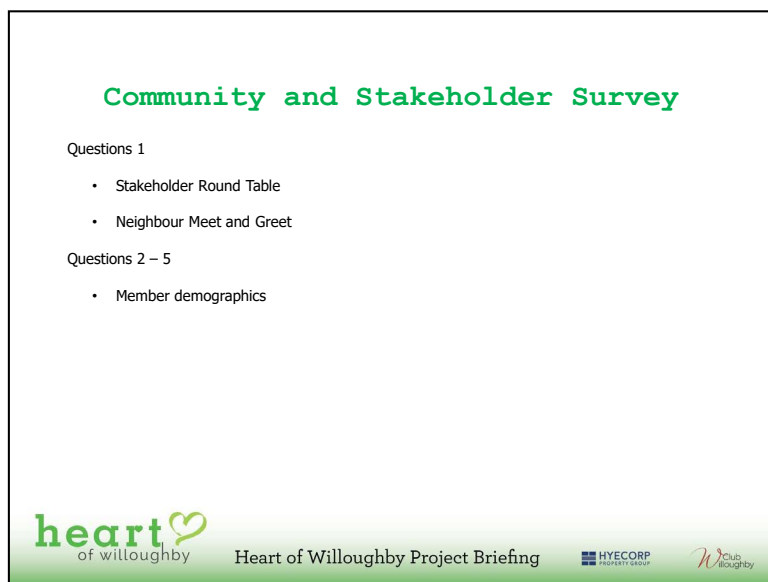 Community and Stakeholder Survey
Questions 1
• Stakeholder Round Table
• Neighbour Meet and Greet
Questions 2 – 5
• Member demographics
heart
of willoughby
Heart of Willoughby Project Briefing
HYECORP
PROPERTY GROUP
Club
Willoughby